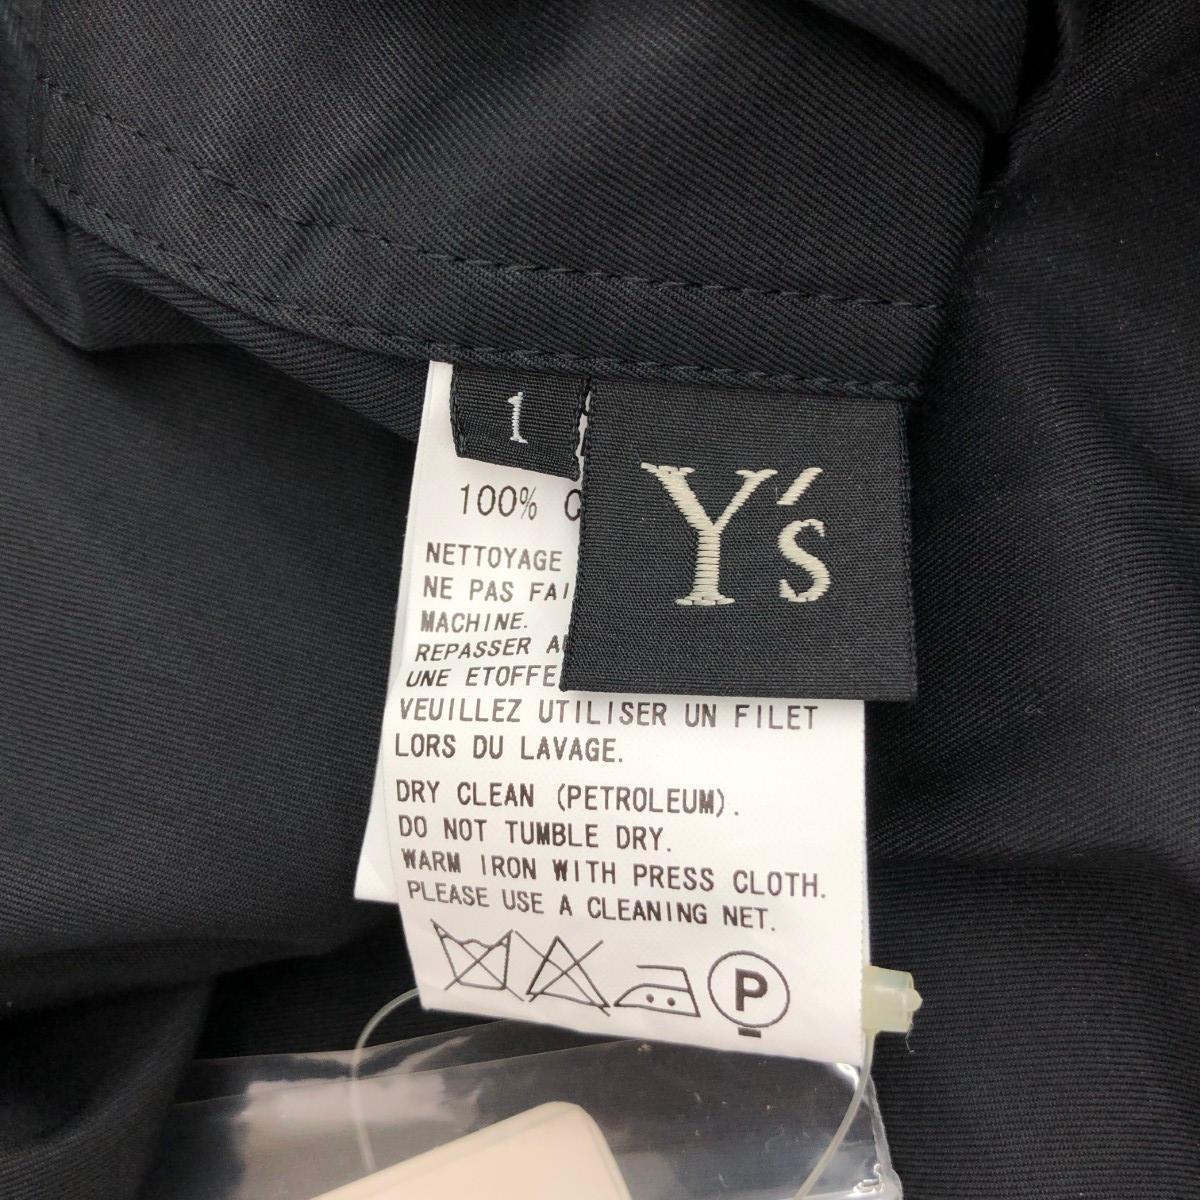 1
Y's
100%
NETTOYAGE
NE PAS
MACHINE.
REPASSER
UNE ETOFFE
VEUILLEZ UTILISER UN FILET
LORS DU LAVAGE.
DRY CLEAN (PETROLEUM).
DO NOT TUMBLE DRY.
WARM IRON WITH PRESS CLOTH.
PLEASE USE A CLEANING NET.
P